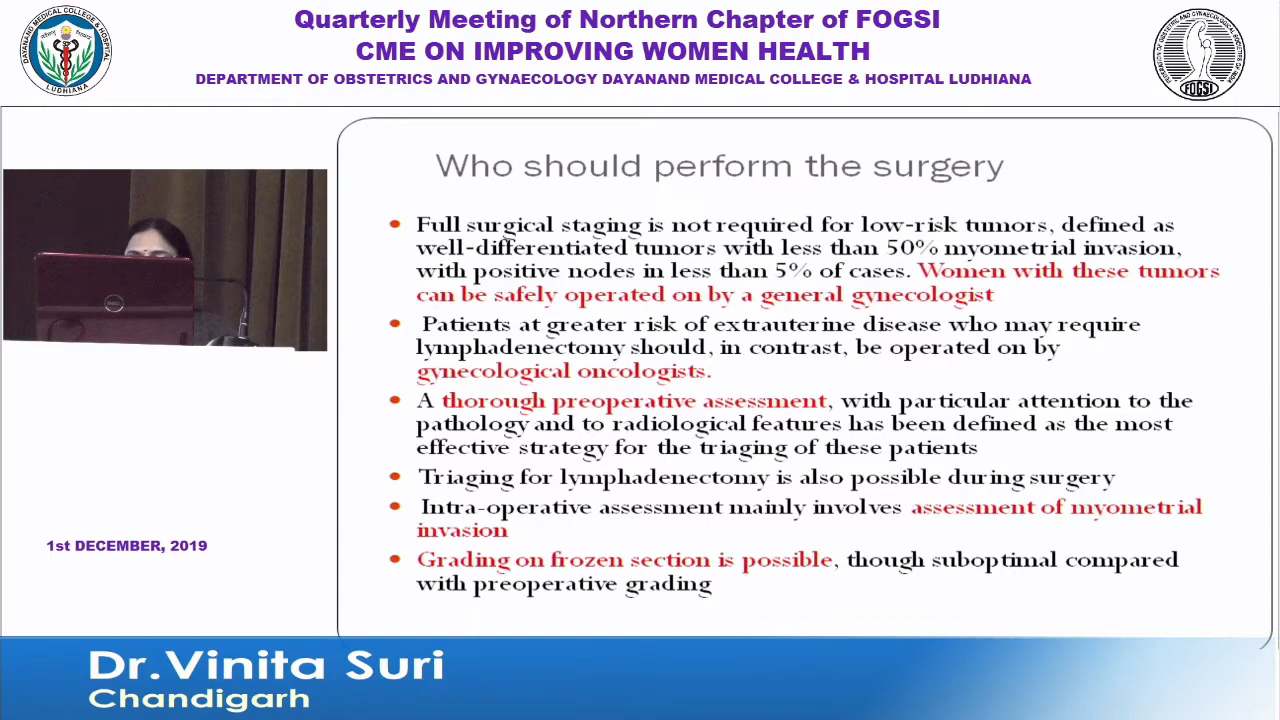 Quarterly Meeting of Northern Chapter of FOGSI
CME ON IMPROVING WOMEN HEALTH
DEPARTMENT OF OBSTETRICS AND GYNAECOLOGY DAYANAND MEDICAL COLLEGE & HOSPITAL LUDHIANA
DAYANAND MEDICAL COLLEGE & HOSPITAL
LUDHIANA
FOGSI
Who should perform the surgery
• Full surgical staging is not required for low-risk tumors, defined as
well-differentiated tumors with less than 50% myometrial invasion,
with positive nodes in less than 5% of cases. Women with these tumors
can be safely operated on by a general gynecologist
• Patients at greater risk of extrauterine disease who may require
lymphadenectomy should, in contrast, be operated on by
gynecological oncologists.
• A thorough preoperative assessment, with particular attention to the
pathology and to radiological features has been defined as the most
effective strategy for the triaging of these patients
• Triaging for lymphadenectomy is also possible during surgery
• Intra-operative assessment mainly involves assessment of myometrial
invasion
• Grading on frozen section is possible, though suboptimal compared
with preoperative grading
1st DECEMBER, 2019
Dr.Vinita Suri
Chandigarh